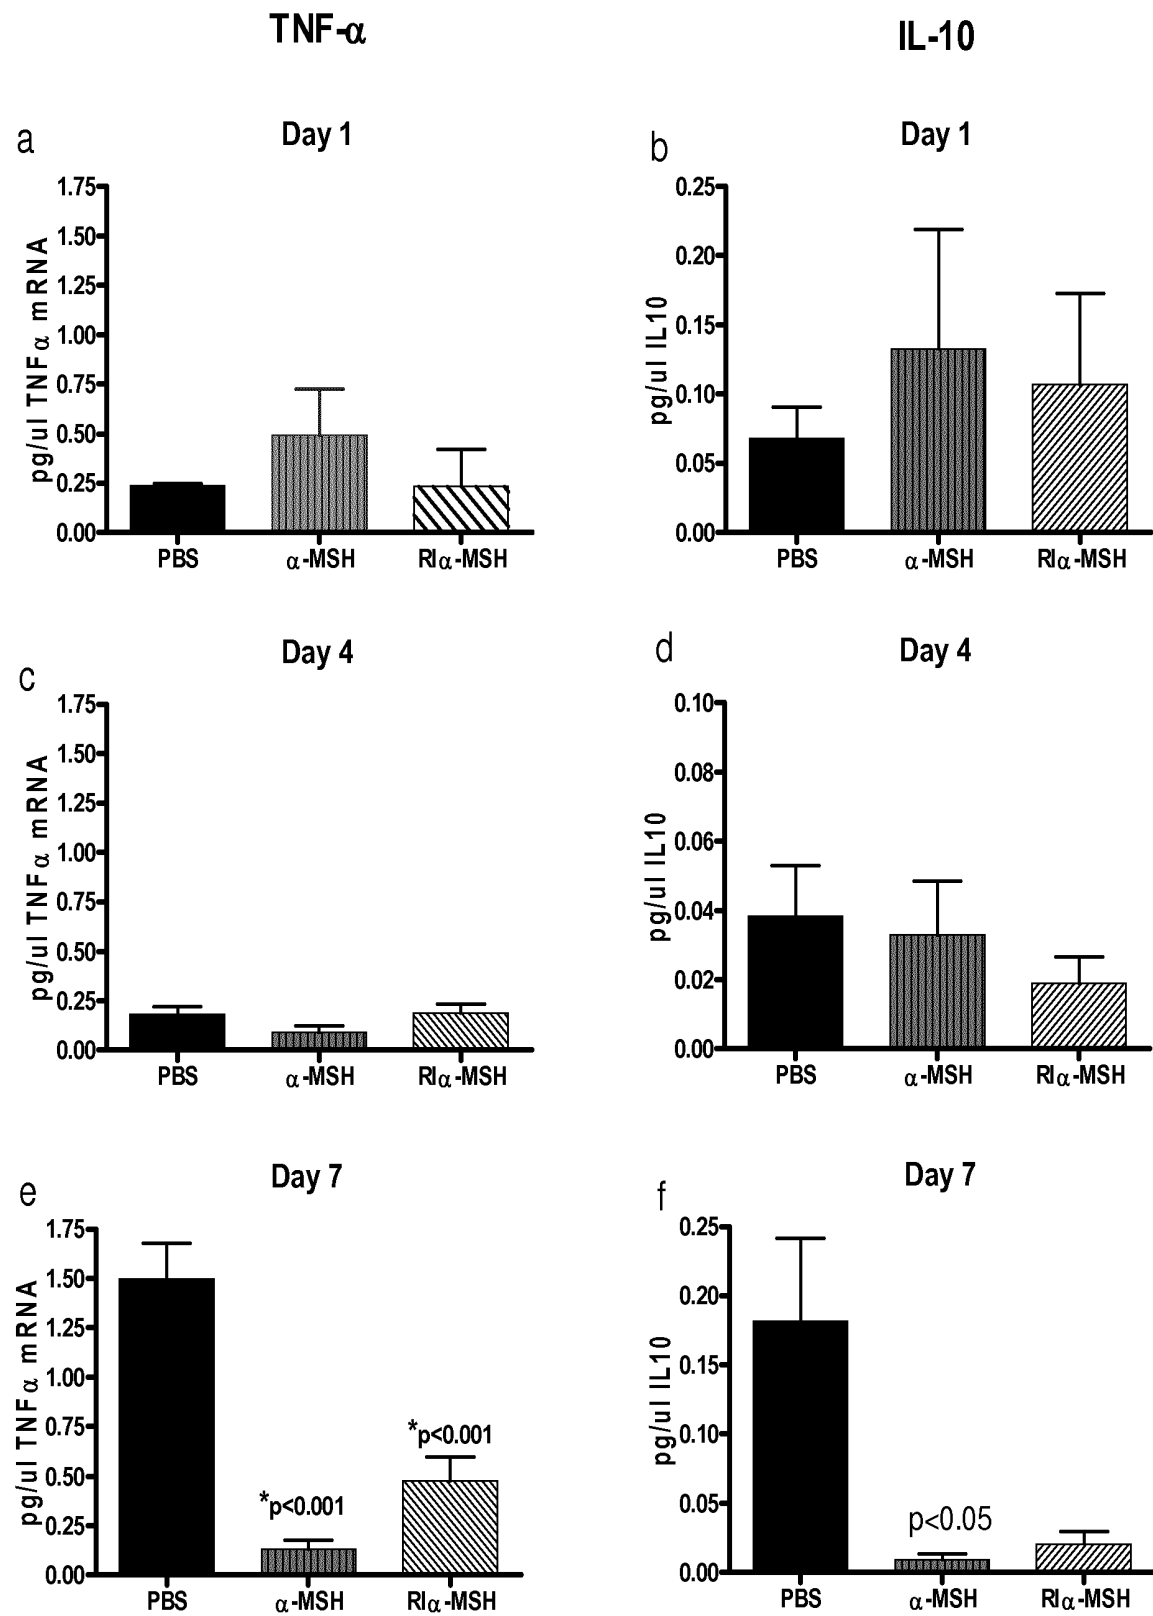 TNF-α
IL-10
a
Day 1
pg/ul TNFα mRNA
1.75
1.50
1.25
1.00
0.75
0.50
0.25
0.00
PBS
α-MSH
RIα-MSH
b
Day 1
pg/ul IL10
0.25
0.20
0.15
0.10
0.05
0.00
PBS
α-MSH
RIα-MSH
c
Day 4
pg/ul TNFα mRNA
1.75
1.50
1.25
1.00
0.75
0.50
0.25
0.00
PBS
α-MSH
RIα-MSH
d
Day 4
pg/ul IL10
0.10
0.08
0.06
0.04
0.02
0.00
PBS
α-MSH
RIα-MSH
e
Day 7
pg/ul TNFα mRNA
1.75
1.50
1.25
1.00
0.75
0.50
0.25
0.00
*p<0.001
*p<0.001
PBS
α-MSH
RIα-MSH
f
Day 7
pg/ul IL10
0.25
0.20
0.15
0.10
0.05
0.00
p<0.05
PBS
α-MSH
RIα-MSH